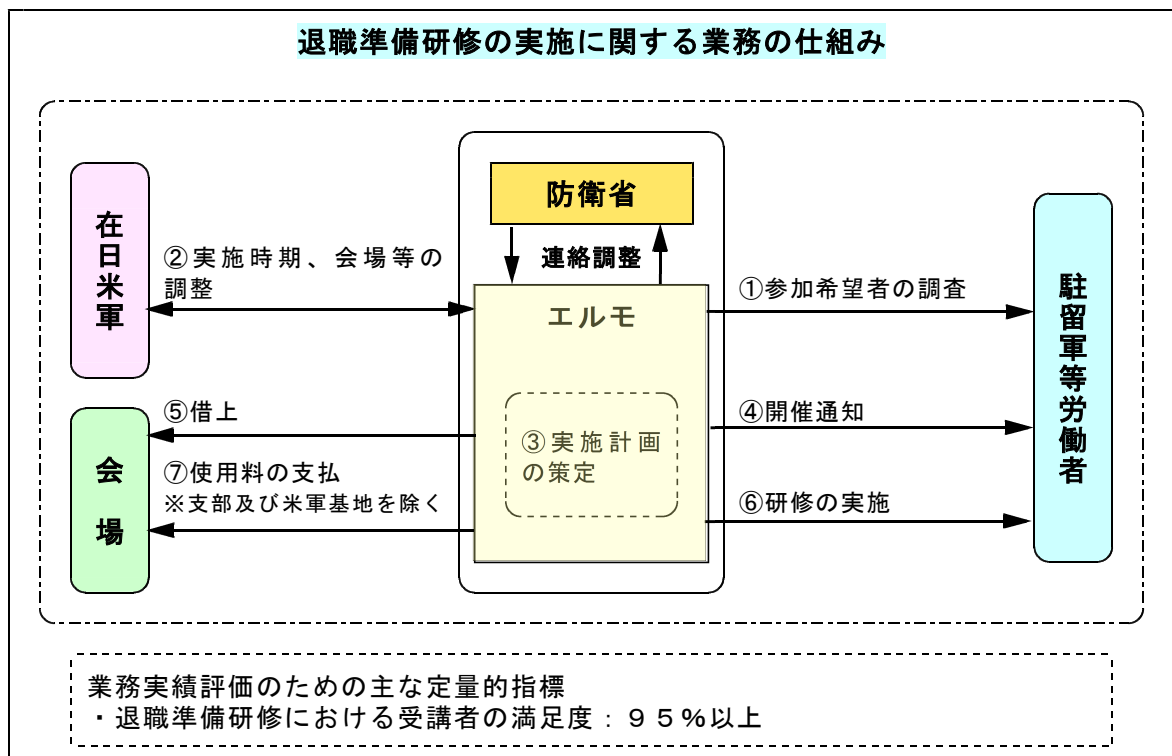 退職準備研修の実施に関する業務の仕組み
防衛省
連絡調整
在日米軍
②実施時期、会場等の
調整
エルモ
①参加希望者の調査
駐留軍等労働者
⑤借上
③実施計画
の策定
④開催通知
会場
⑦使用料の支払
※支部及び米軍基地を除く
⑥研修の実施
業務実績評価のための主な定量的指標
・退職準備研修における受講者の満足度：９５%以上